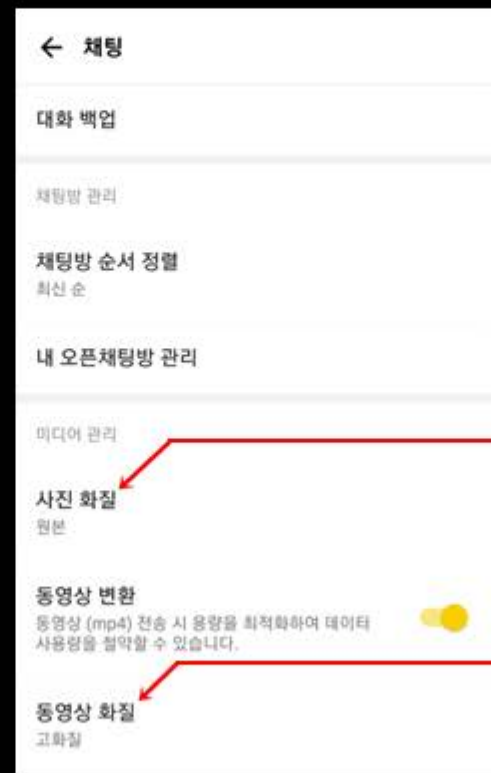 채팅
대화 백업
채팅방 관리
채팅방 순서 정렬
최신 순
내 오픈채팅방 관리
미디어 관리
사진 화질
원본
동영상 변환
동영상 (mp4) 전송 시 용량을 최적화하여 데이터
사용량을 절약할 수 있습니다.
동영상 화질
고화질